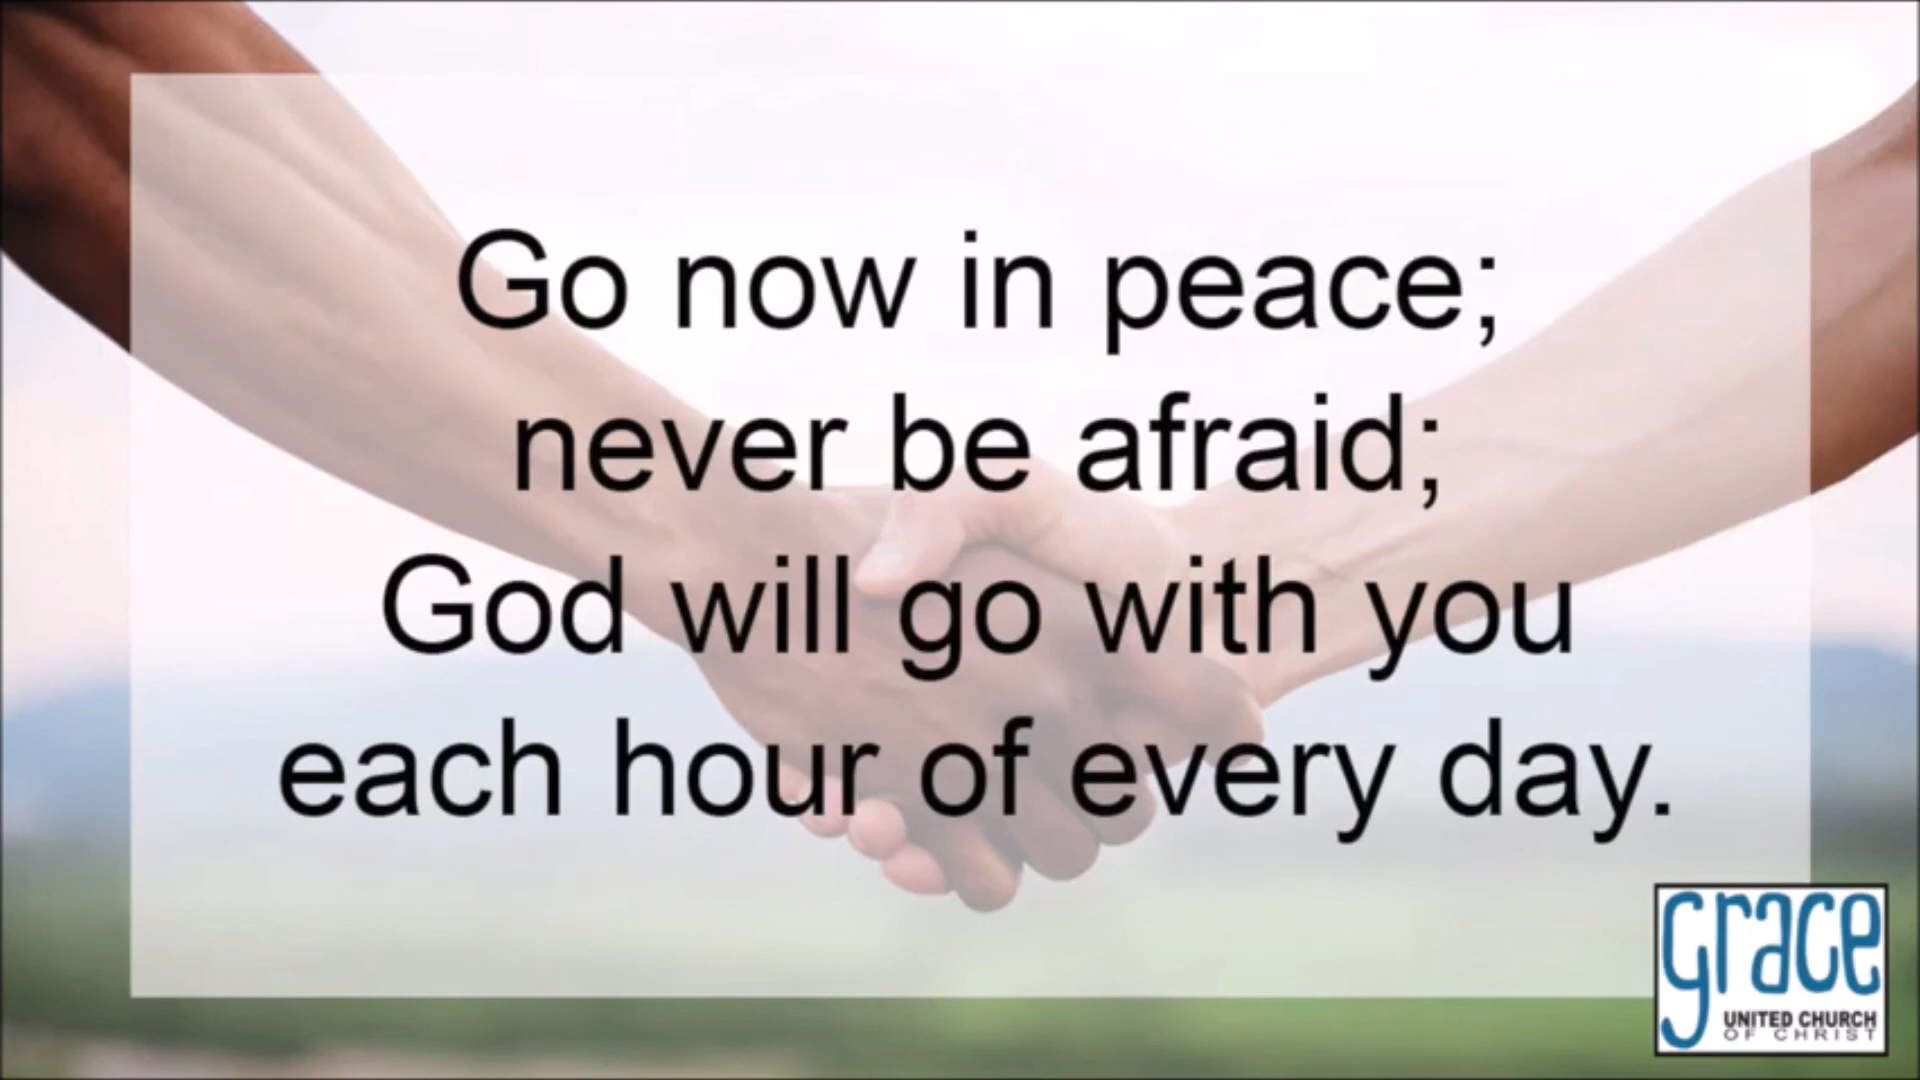 Go now in peace;
never be afraid;
God will go with you
each hour of every day.
grace
UNITED CHURCH
OF CHRIST